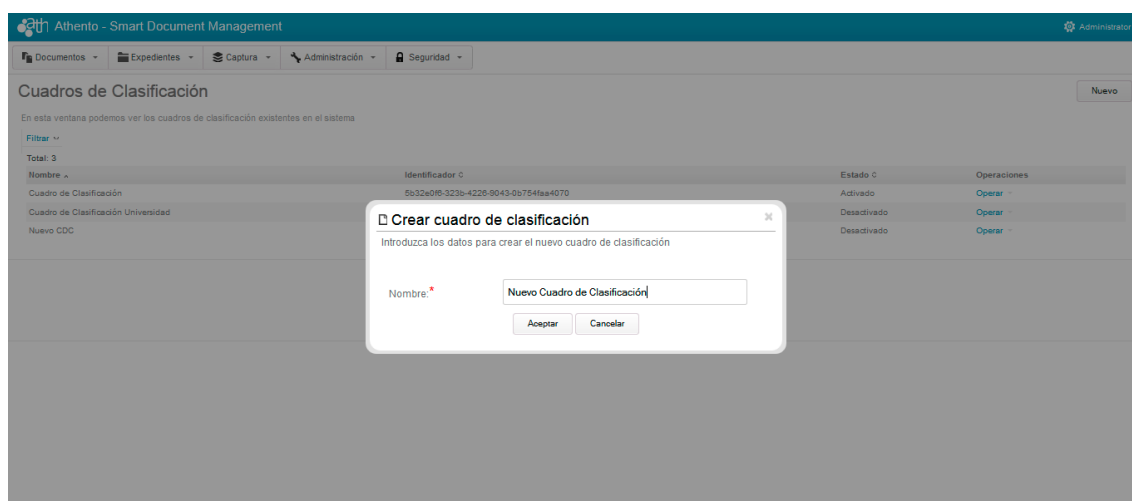 ath Athento - Smart Document Management Administrator
Documentos Expedientes Captura Administración Seguridad
Cuadros de Clasificación Nuevo
En esta ventana podemos ver los cuadros de clasificación existentes en el sistema
Filtrar
Total: 3
Nombre Identificador Estado Operaciones
Cuadro de Clasificación 5b32e0f6-323b-4226-9043-0b754faa4070 Activado Operar
Cuadro de Clasificación Universidad Desactivado Operar
Nuevo CDC Desactivado Operar
Crear cuadro de clasificación
Introduzca los datos para crear el nuevo cuadro de clasificación
Nombre:* Nuevo Cuadro de Clasificación
Aceptar Cancelar